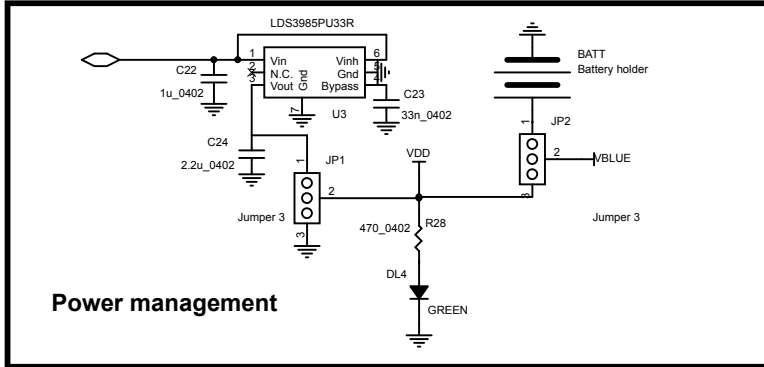 LDS3985PU33R
1 Vin Vinh 6
2 N.C. Gnd 5
3 Vout Gnd Bypass 4
7
U3
C22
1u_0402
C23
33n_0402
C24
2.2u_0402
BATT
Battery holder
JP1
1
2
3
Jumper 3
VDD
JP2
1
2
3
VBLUE
Jumper 3
R28
470_0402
DL4
GREEN
Power management